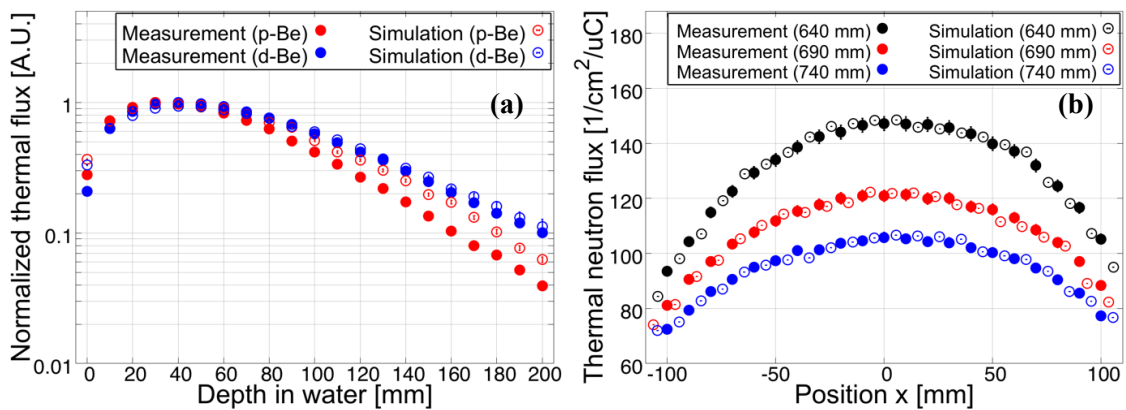 Normalized thermal flux [A.U.]
1
0.1
0.01
Measurement (p-Be) Simulation (p-Be)
Measurement (d-Be) Simulation (d-Be)
(a)
0 20 40 60 80 100 120 140 160 180 200
Depth in water [mm]
Thermal neutron flux [1/cm²/uC]
180
160
140
120
100
80
60
Measurement (640 mm) Simulation (640 mm)
Measurement (690 mm) Simulation (690 mm)
Measurement (740 mm) Simulation (740 mm)
(b)
-100 -50 0 50 100
Position x [mm]